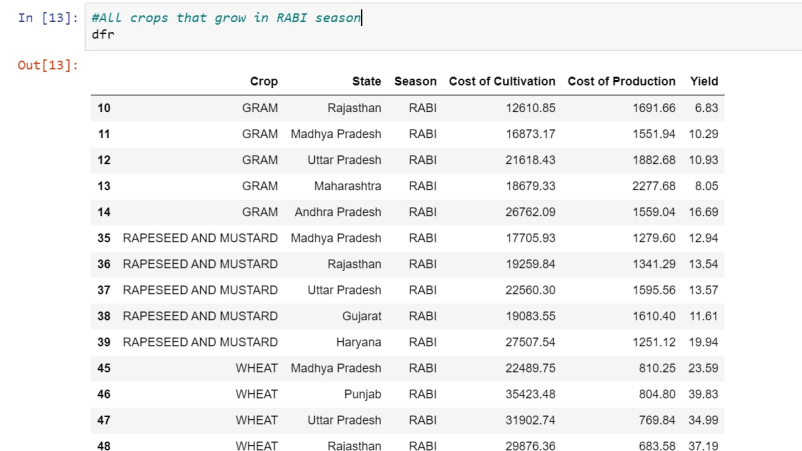 In [13]: #All crops that grow in RABI season
dfr
Out[13]:
Crop State Season Cost of Cultivation Cost of Production Yield
10 GRAM Rajasthan RABI 12610.85 1691.66 6.83
11 GRAM Madhya Pradesh RABI 16873.17 1551.94 10.29
12 GRAM Uttar Pradesh RABI 21618.43 1882.68 10.93
13 GRAM Maharashtra RABI 18679.33 2277.68 8.05
14 GRAM Andhra Pradesh RABI 26762.09 1559.04 16.69
35 RAPESEED AND MUSTARD Madhya Pradesh RABI 17705.93 1279.60 12.94
36 RAPESEED AND MUSTARD Rajasthan RABI 19259.84 1341.29 13.54
37 RAPESEED AND MUSTARD Uttar Pradesh RABI 22560.30 1595.56 13.57
38 RAPESEED AND MUSTARD Gujarat RABI 19083.55 1610.40 11.61
39 RAPESEED AND MUSTARD Haryana RABI 27507.54 1251.12 19.94
45 WHEAT Madhya Pradesh RABI 22489.75 810.25 23.59
46 WHEAT Punjab RABI 35423.48 804.80 39.83
47 WHEAT Uttar Pradesh RABI 31902.74 769.84 34.99
48 WHEAT Rajasthan RABI 29876.36 683.58 37.19